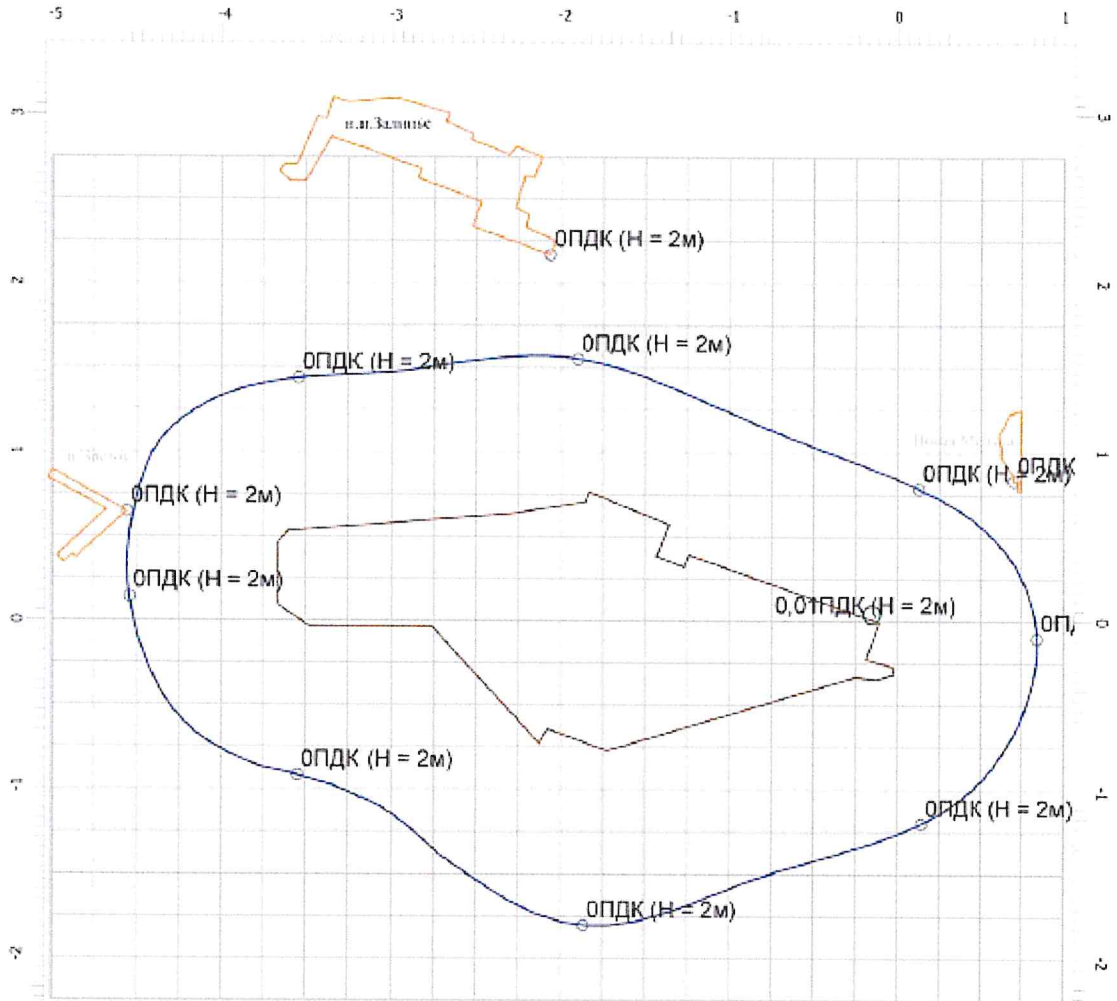 -5 -4 -3 -2 -1 0 1
3 3
0ПДК (Н = 2м)
2 2
0ПДК (Н = 2м)
0ПДК (Н = 2м)
1 1
0ПДК
0ПДК (Н = 2м)
0ПДК (Н = 2м)
0ПДК (Н = 2м)
0,01ПДК (Н = 2м)
0 0
0ПД
0ПДК (Н = 2м)
-1 -1
0ПДК (Н = 2м)
0ПДК (Н = 2м)
-2 -2